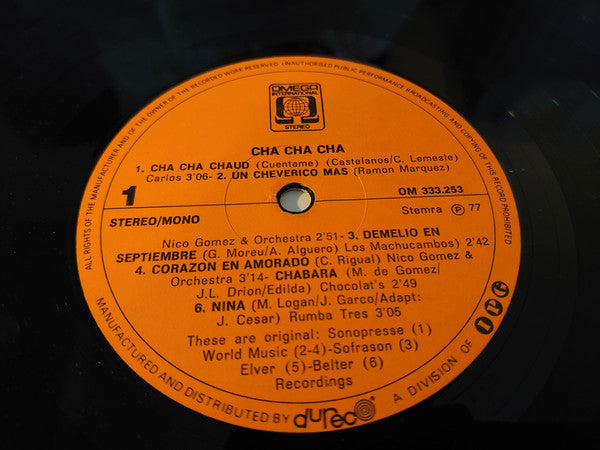 ALL RIGHTS OF THE MANUFACTURER AND OF THE OWNER OF THE RECORDED WORK RESERVED. UNAUTHORISED PUBLIC PERFORMANCE BROADCASTING AND COPYING OF THIS RECORD PROHIBITED
OMEGA
INTERNATIONAL
STEREO
CHA CHA CHA
1. CHA CHA CHAUD (Cuentame) (Castelanos/C. Lemesle)
Carlos 3'06- 2. UN CHEVERICO MAS (Ramon Marquez)
1
OM 333.253
STEREO/MONO
Stemra Ⓟ 77
Nico Gomez & Orchestra 2'51- 3. DEMELIO EN
SEPTIEMBRE (G. Moreu/A. Alguero) Los Machucambos) 2'42
4. CORAZON EN AMORADO (C. Rigual) Nico Gomez &
Orchestra 3'14- CHABARA (M. de Gomez/
J.L. Drion/Edilda) Chocolat's 2'49
6. NINA (M. Logan/J. Garco/Adapt:
J. Cesar) Rumba Tres 3'05
These are original: Sonopresse (1)
World Music (2-4)-Sofrason (3)
Elver (5)-Belter (6)
Recordings
MANUFACTURED AND DISTRIBUTED BY dureco A DIVISION OF